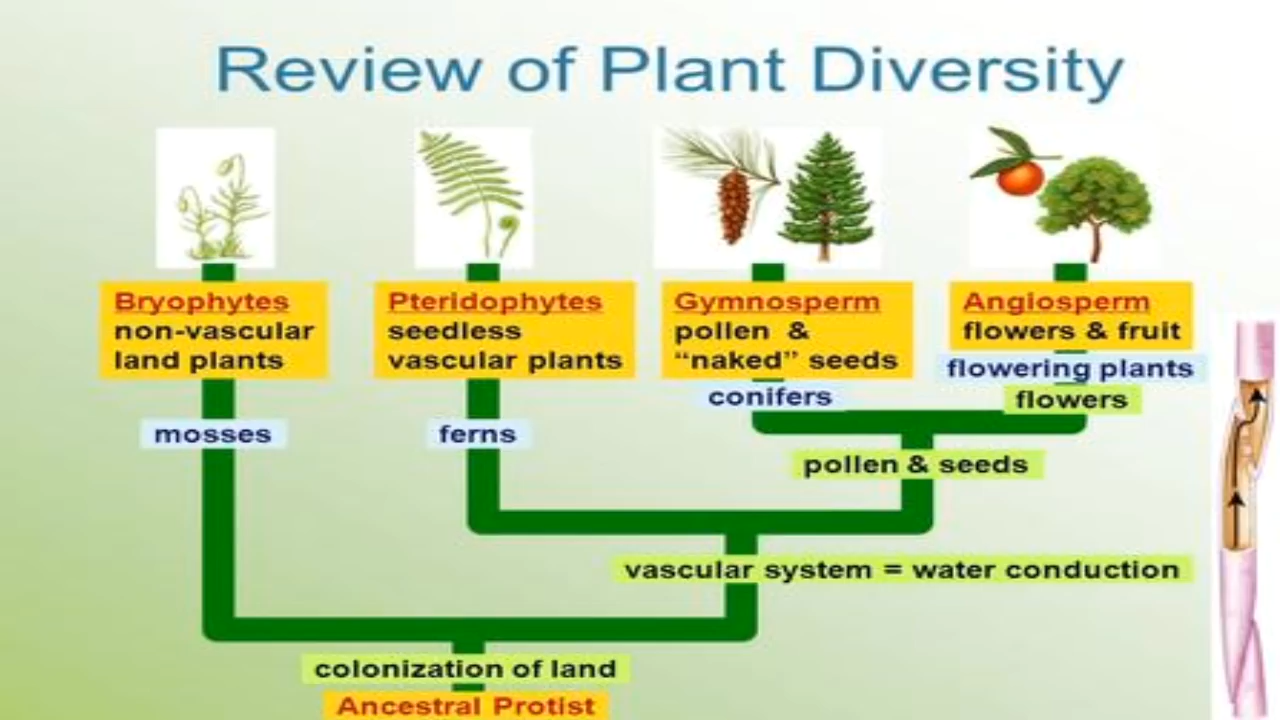 Review of Plant Diversity
Bryophytes
non-vascular
land plants
Pteridophytes
seedless
vascular plants
Gymnosperm
pollen &
“naked” seeds
Angiosperm
flowers & fruit
flowering plants
conifers
flowers
mosses
ferns
pollen & seeds
vascular system = water conduction
colonization of land
Ancestral Protist